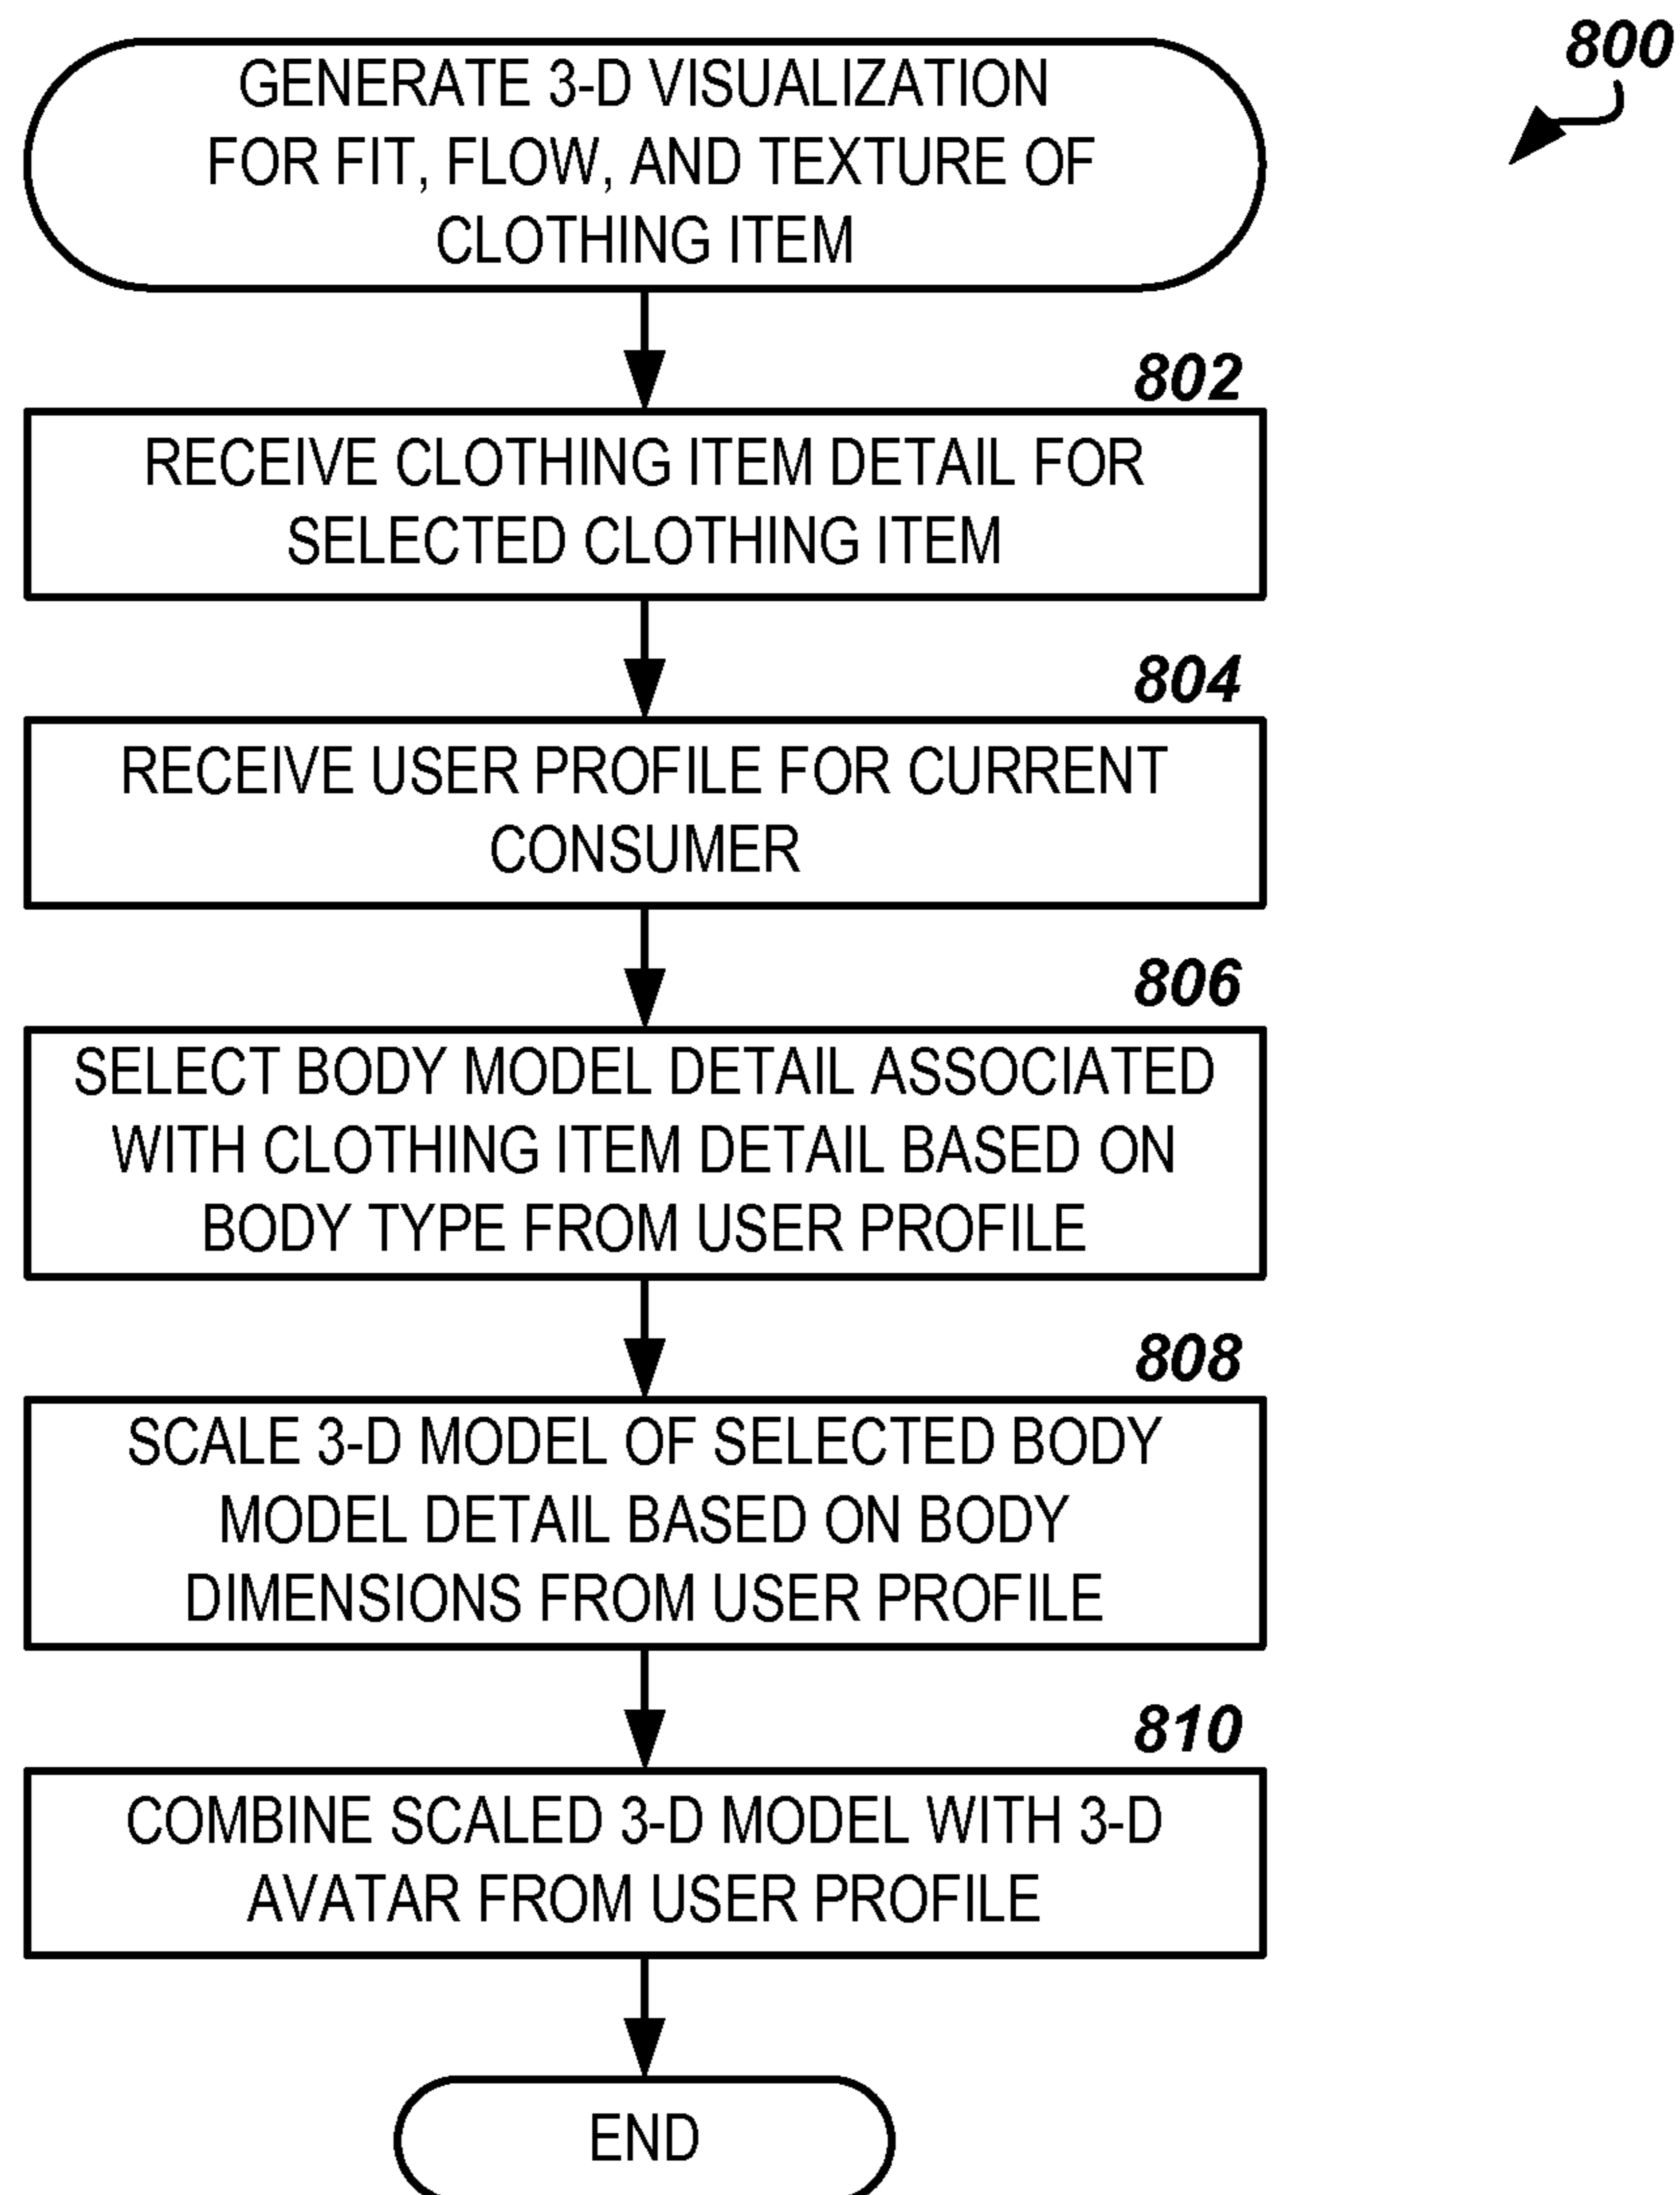 800
GENERATE 3-D VISUALIZATION
FOR FIT, FLOW, AND TEXTURE OF
CLOTHING ITEM
802
RECEIVE CLOTHING ITEM DETAIL FOR
SELECTED CLOTHING ITEM
804
RECEIVE USER PROFILE FOR CURRENT
CONSUMER
806
SELECT BODY MODEL DETAIL ASSOCIATED
WITH CLOTHING ITEM DETAIL BASED ON
BODY TYPE FROM USER PROFILE
808
SCALE 3-D MODEL OF SELECTED BODY
MODEL DETAIL BASED ON BODY
DIMENSIONS FROM USER PROFILE
810
COMBINE SCALED 3-D MODEL WITH 3-D
AVATAR FROM USER PROFILE
END